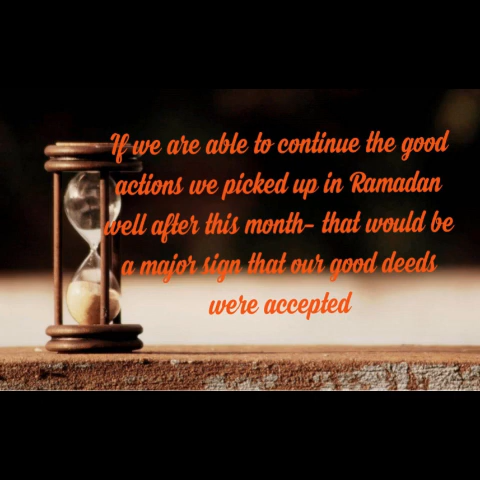 If we are able to continue the good
actions we picked up in Ramadan
well after this month- that would be
a major sign that our good deeds
were accepted